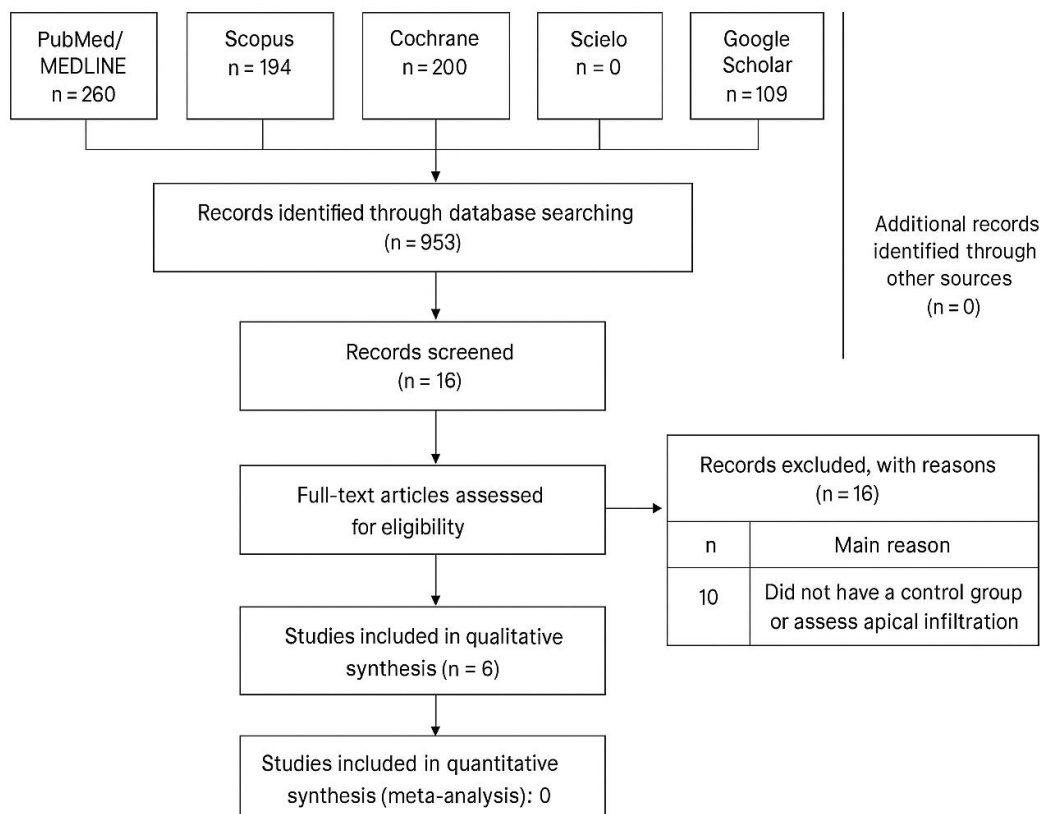 PubMed/
MEDLINE
n = 260
Scopus
n = 194
Cochrane
n = 200
Scielo
n = 0
Google
Scholar
n = 109
Records identified through database searching
(n = 953)
Additional records
identified through
other sources
(n = 0)
Records screened
(n = 16)
Full-text articles assessed
for eligibility
Records excluded, with reasons
(n = 16)
n
Main reason
10
Did not have a control group
or assess apical infiltration
Studies included in qualitative
synthesis (n = 6)
Studies included in quantitative
synthesis (meta-analysis): 0